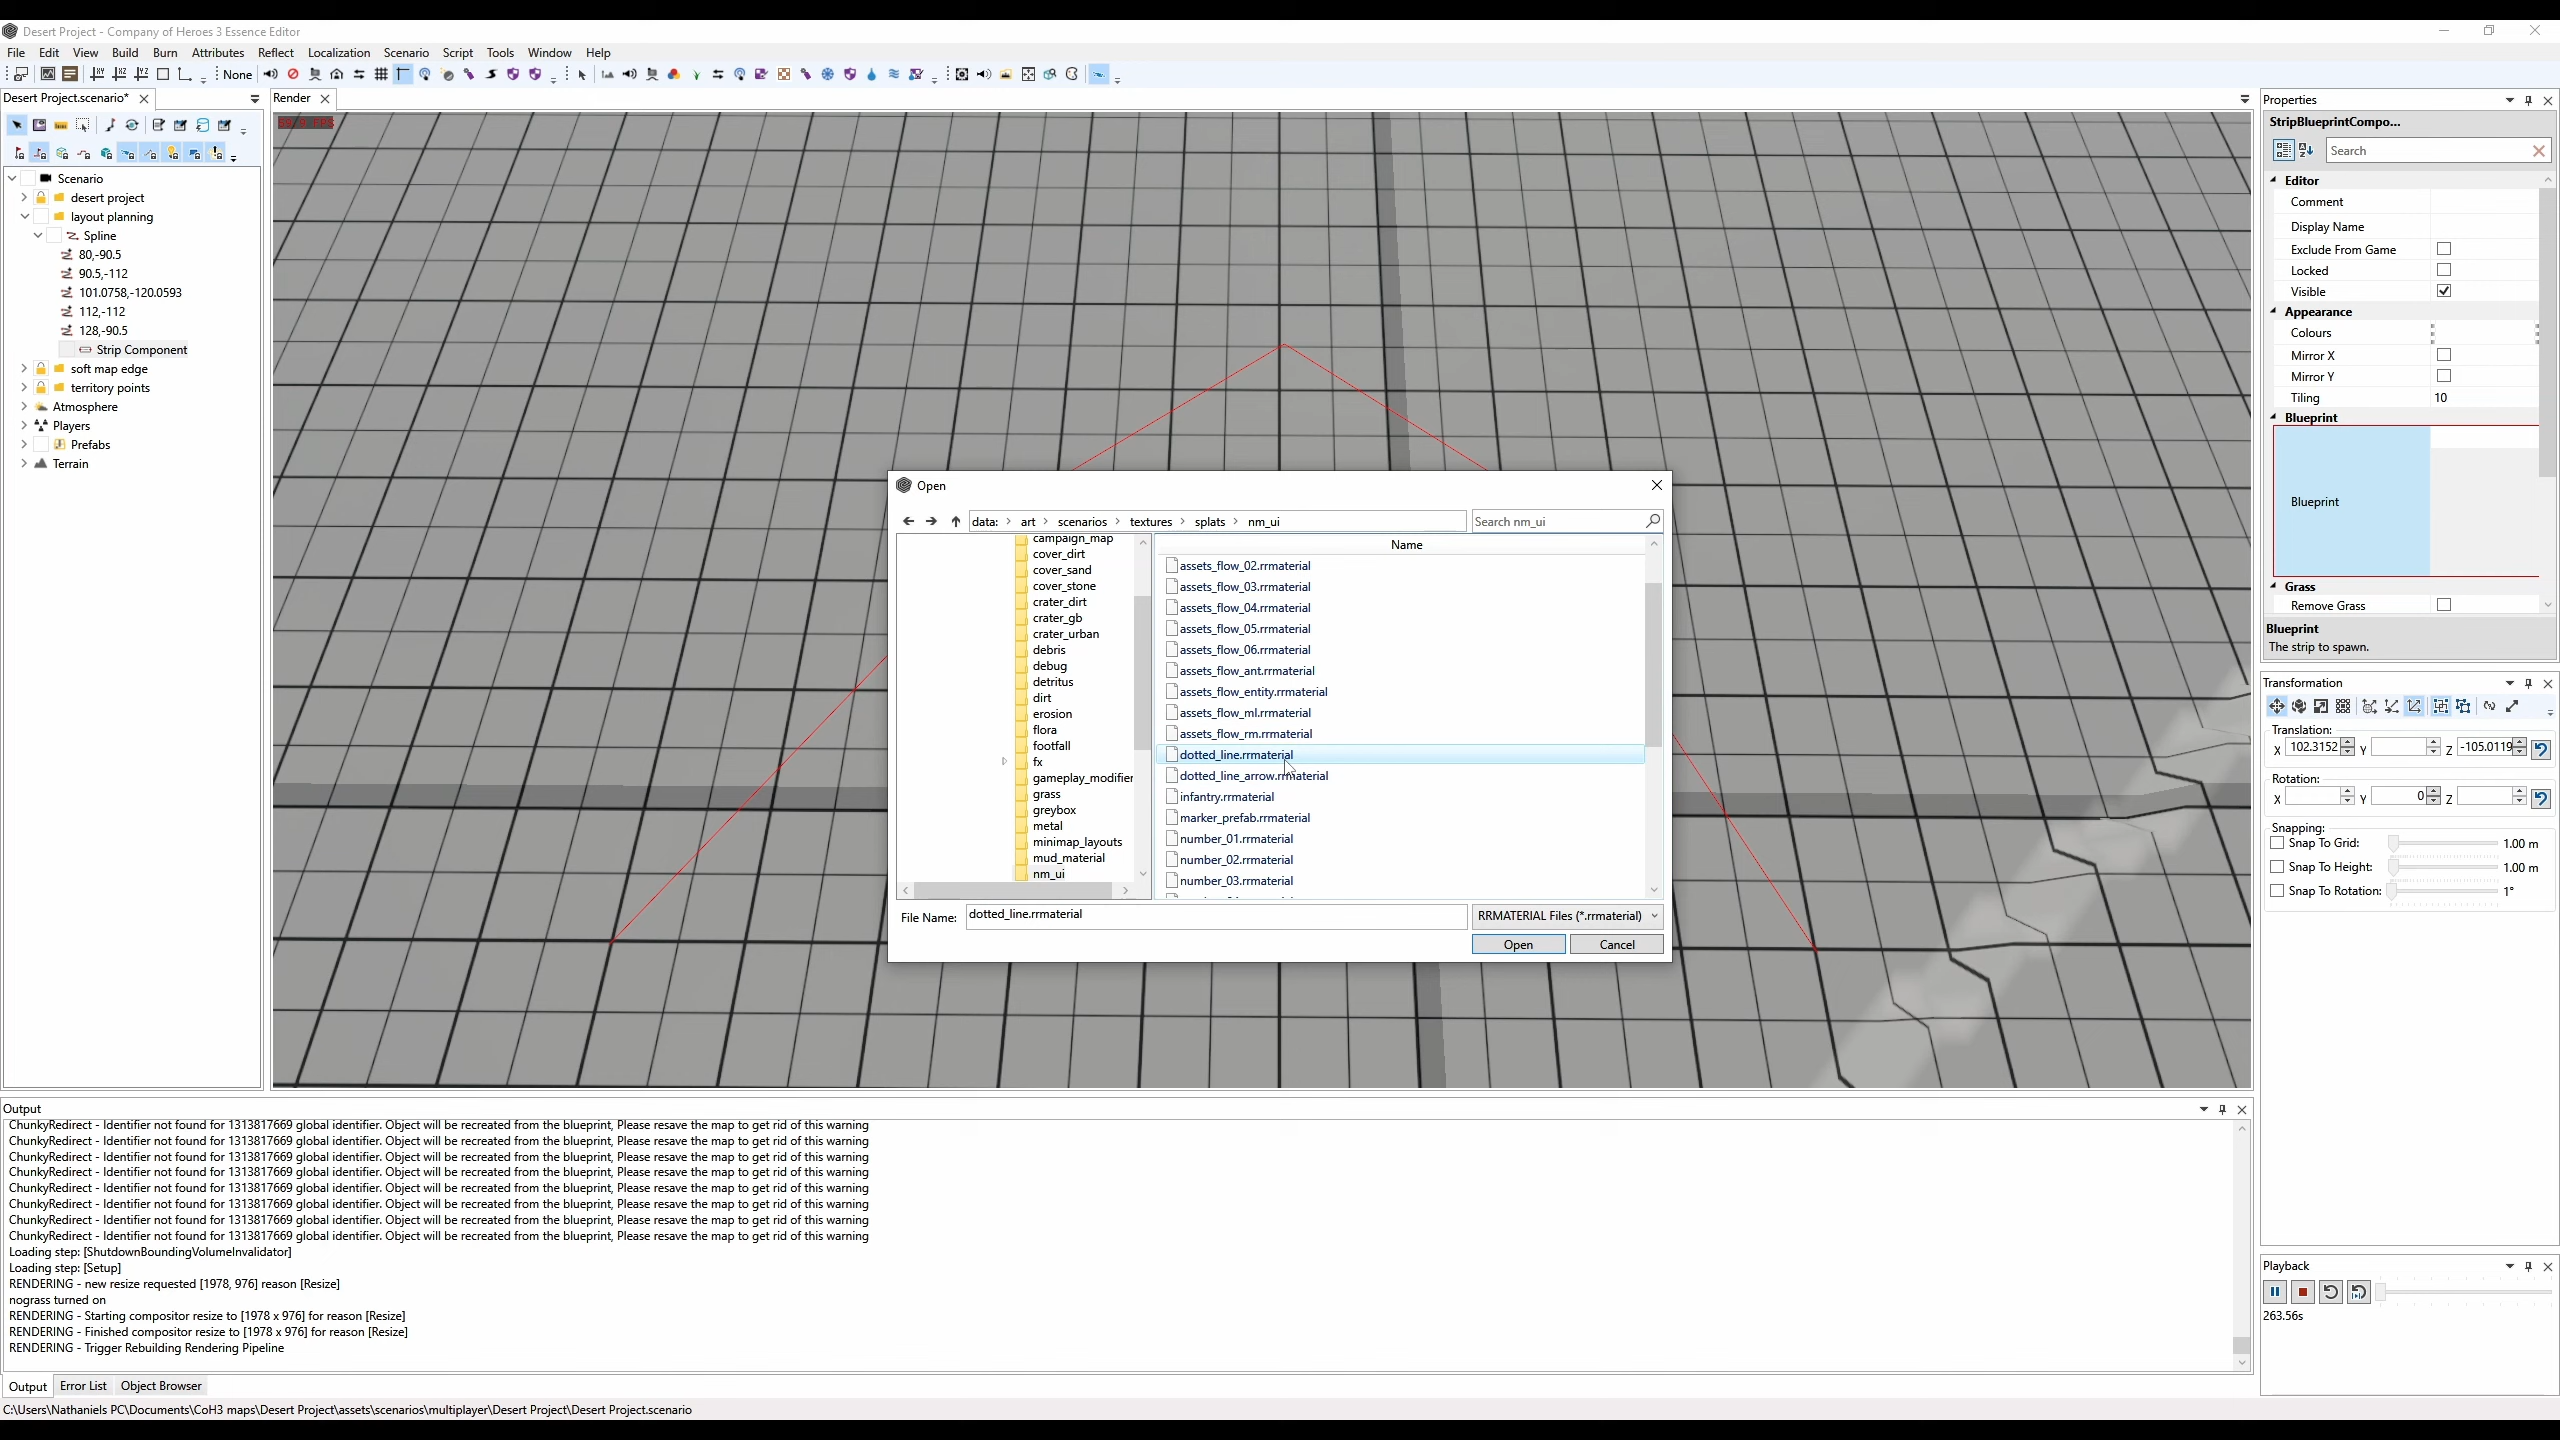 Desert Project - Company of Heroes 3 Essence Editor
File Edit View Build Burn Attributes Reflect Localization Scenario Script Tools Window Help
None
Desert Project.scenario*
Render
Scenario
desert project
layout planning
Spline
80,-90.5
90.5,-112
101.0758,-120.0593
112,-112
128,-90.5
Strip Component
soft map edge
territory points
Atmosphere
Players
Prefabs
Terrain
Open
data: art scenarios textures splats nm_ui
Search nm_ui
campaign_map
cover_dirt
cover_sand
cover_stone
crater_dirt
crater_gb
crater_urban
debris
debug
detritus
dirt
erosion
flora
footfall
fx
gameplay_modifier
grass
greybox
metal
minimap_layouts
mud_material
nm_ui
Name
assets_flow_02.rrmaterial
assets_flow_03.rrmaterial
assets_flow_04.rrmaterial
assets_flow_05.rrmaterial
assets_flow_06.rrmaterial
assets_flow_ant.rrmaterial
assets_flow_entity.rrmaterial
assets_flow_ml.rrmaterial
assets_flow_rm.rrmaterial
dotted_line.rrmaterial
dotted_line_arrow.rrmaterial
infantry.rrmaterial
marker_prefab.rrmaterial
number_01.rrmaterial
number_02.rrmaterial
number_03.rrmaterial
File Name: dotted_line.rrmaterial
RRMATERIAL Files (*.rrmaterial)
Open Cancel
Properties
StripBlueprintCompo...
Search
Editor
Comment
Display Name
Exclude From Game
Locked
Visible
Appearance
Colours
Mirror X
Mirror Y
Tiling 10
Blueprint
Blueprint
Grass
Remove Grass
Blueprint
The strip to spawn.
Transformation
Translation:
X 102.3152 Y Z -105.0119
Rotation:
X Y 0 Z
Snapping:
Snap To Grid: 1.00 m
Snap To Height: 1.00 m
Snap To Rotation: 1°
Playback
263.56s
Output
ChunkyRedirect - Identifier not found for 1313817669 global identifier. Object will be recreated from the blueprint, Please resave the map to get rid of this warning
ChunkyRedirect - Identifier not found for 1313817669 global identifier. Object will be recreated from the blueprint, Please resave the map to get rid of this warning
ChunkyRedirect - Identifier not found for 1313817669 global identifier. Object will be recreated from the blueprint, Please resave the map to get rid of this warning
ChunkyRedirect - Identifier not found for 1313817669 global identifier. Object will be recreated from the blueprint, Please resave the map to get rid of this warning
ChunkyRedirect - Identifier not found for 1313817669 global identifier. Object will be recreated from the blueprint, Please resave the map to get rid of this warning
ChunkyRedirect - Identifier not found for 1313817669 global identifier. Object will be recreated from the blueprint, Please resave the map to get rid of this warning
ChunkyRedirect - Identifier not found for 1313817669 global identifier. Object will be recreated from the blueprint, Please resave the map to get rid of this warning
ChunkyRedirect - Identifier not found for 1313817669 global identifier. Object will be recreated from the blueprint, Please resave the map to get rid of this warning
Loading step: [ShutdownBoundingVolumeInvalidator]
Loading step: [Setup]
RENDERING - new resize requested [1978, 976] reason [Resize]
nograss turned on
RENDERING - Starting compositor resize to [1978 x 976] for reason [Resize]
RENDERING - Finished compositor resize to [1978 x 976] for reason [Resize]
RENDERING - Trigger Rebuilding Rendering Pipeline
Output Error List Object Browser
C:\Users\Nathaniels PC\Documents\CoH3 maps\Desert Project\assets\scenarios\multiplayer\Desert Project\Desert Project.scenario